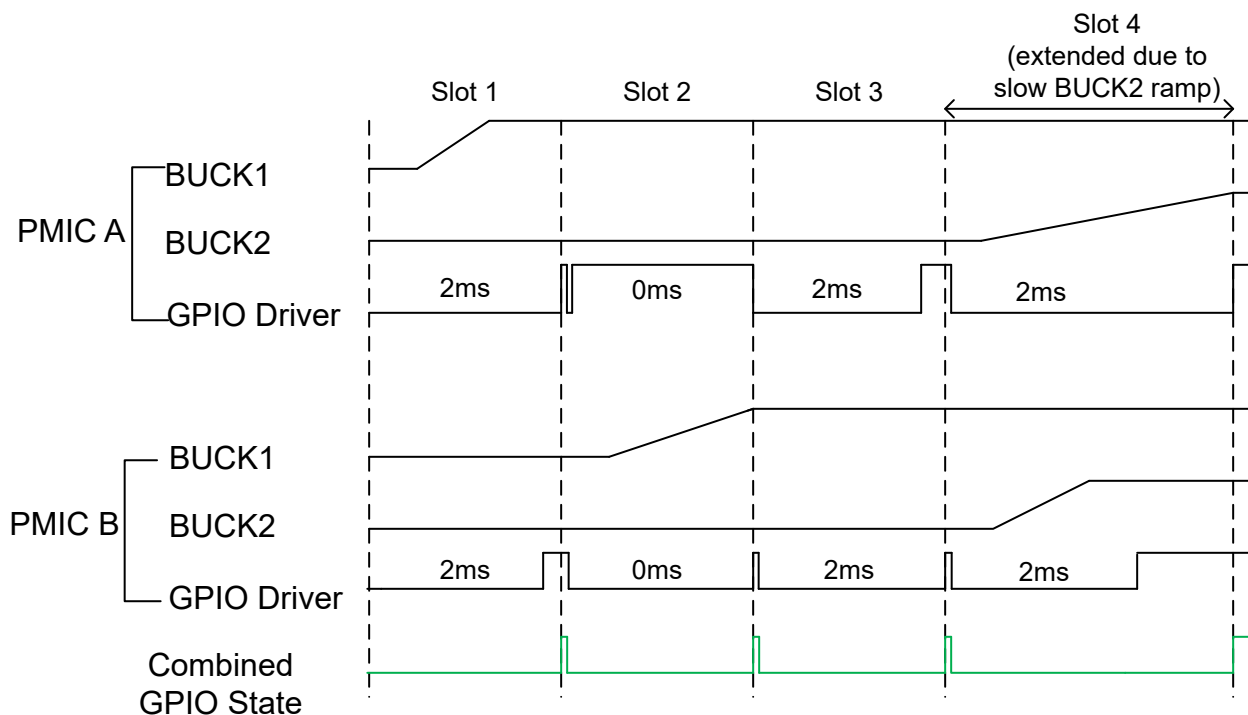 Slot 4
(extended due to
slow BUCK2 ramp)
Slot 1
Slot 2
Slot 3
BUCK1
PMIC A
BUCK2
2ms
0ms
2ms
2ms
GPIO Driver
BUCK1
PMIC B
BUCK2
2ms
0ms
2ms
2ms
GPIO Driver
Combined
GPIO State